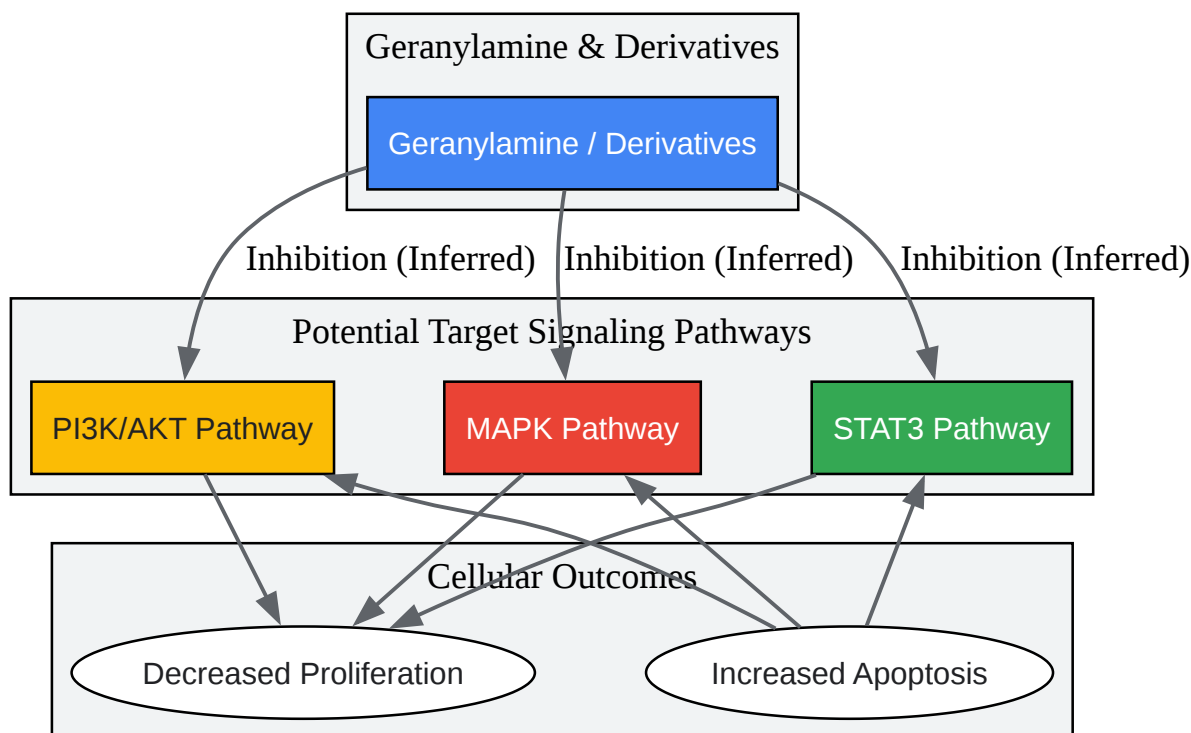 Geranylamine & Derivatives
Geranylamine / Derivatives
Inhibition (Inferred)
Inhibition (Inferred)
Inhibition (Inferred)
Potential Target Signaling Pathways
PI3K/AKT Pathway
MAPK Pathway
STAT3 Pathway
Cellular Outcomes
Decreased Proliferation
Increased Apoptosis